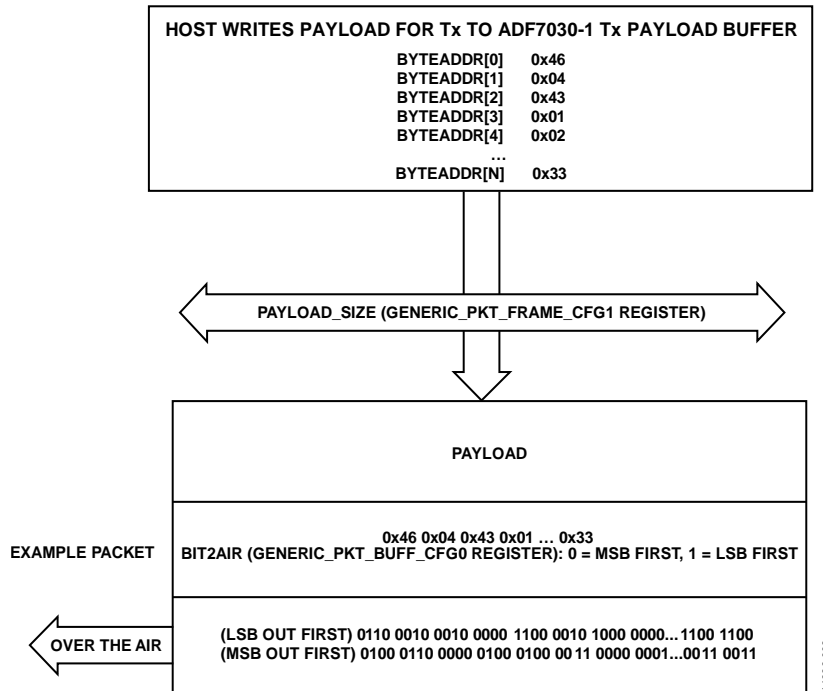 HOST WRITES PAYLOAD FOR Tx TO ADF7030-1 Tx PAYLOAD BUFFER
BYTEADDR[0] 0x46
BYTEADDR[1] 0x04
BYTEADDR[2] 0x43
BYTEADDR[3] 0x01
BYTEADDR[4] 0x02
...
BYTEADDR[N] 0x33
PAYLOAD_SIZE (GENERIC_PKT_FRAME_CFG1 REGISTER)
PAYLOAD
EXAMPLE PACKET
0x46 0x04 0x43 0x01 ... 0x33
BIT2AIR (GENERIC_PKT_BUFF_CFG0 REGISTER): 0 = MSB FIRST, 1 = LSB FIRST
OVER THE AIR
(LSB OUT FIRST) 0110 0010 0010 0000 1100 0010 1000 0000...1100 1100
(MSB OUT FIRST) 0100 0110 0000 0100 0100 0011 0000 0001...0011 0011